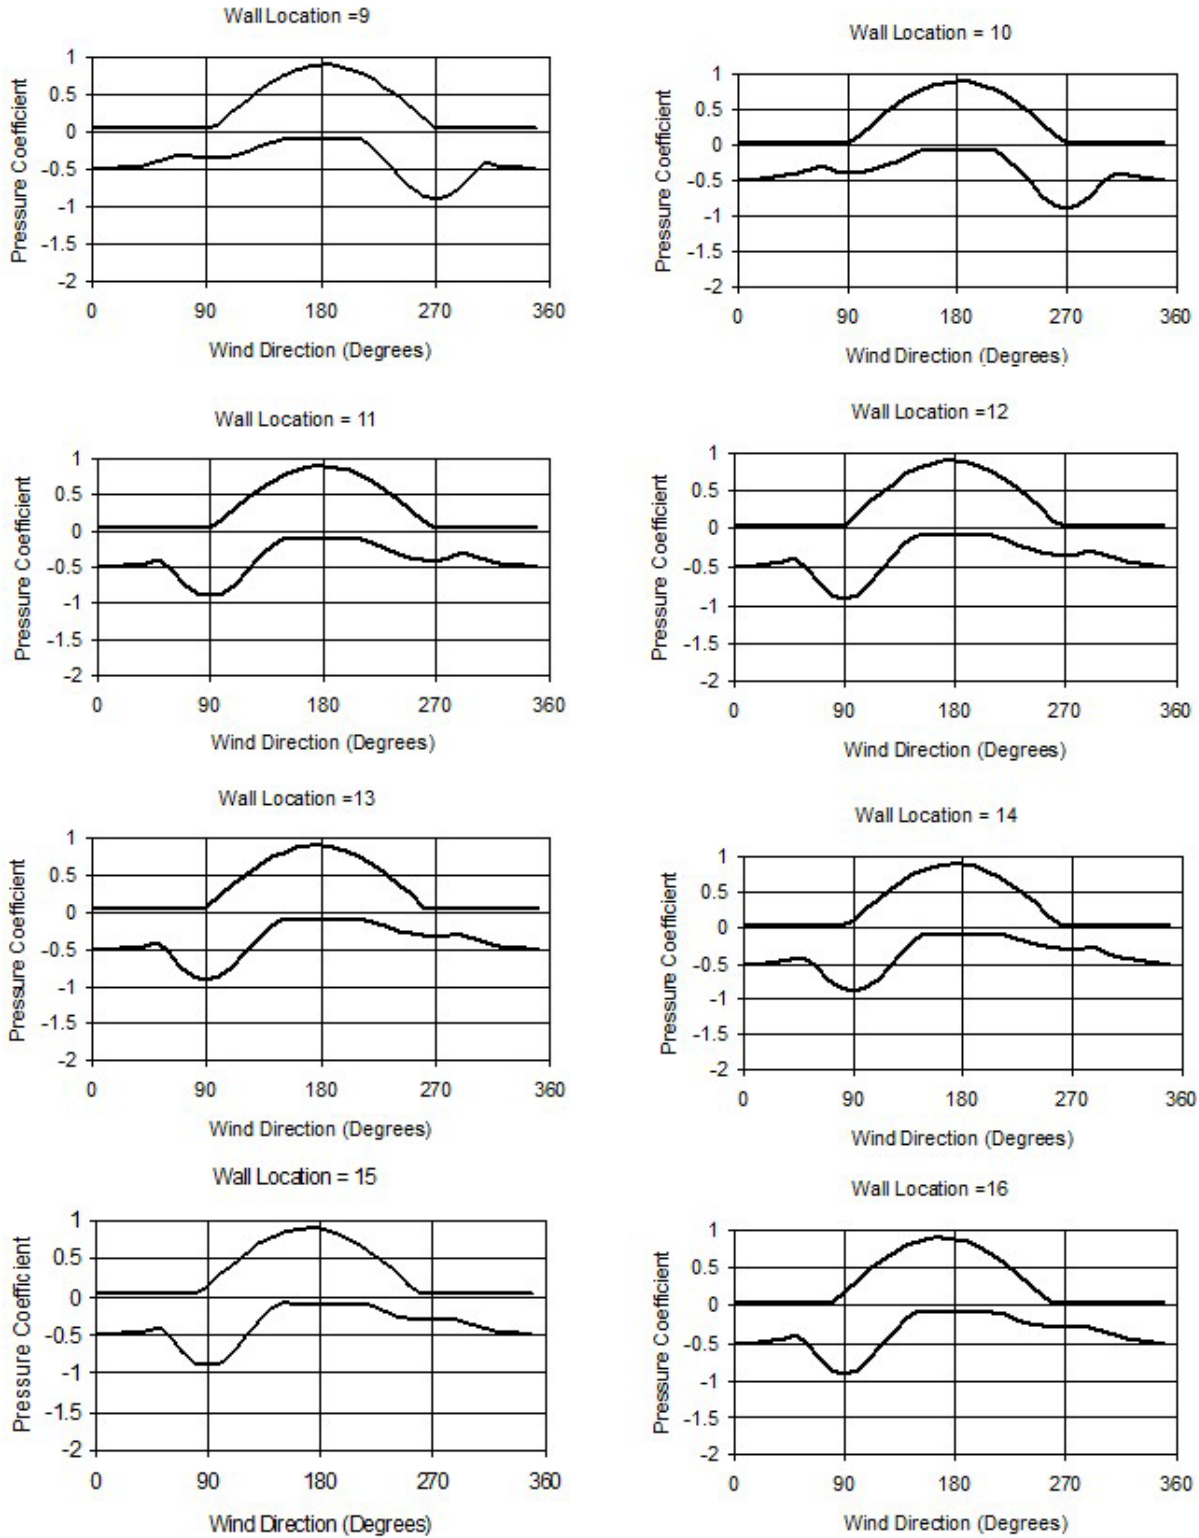 Wall Location =9
Pressure Coefficient
1
0.5
0
-0.5
-1
-1.5
-2
0 90 180 270 360
Wind Direction (Degrees)
Wall Location = 10
Pressure Coefficient
1
0.5
0
-0.5
-1
-1.5
-2
0 90 180 270 360
Wind Direction (Degrees)
Wall Location = 11
Pressure Coefficient
1
0.5
0
-0.5
-1
-1.5
-2
0 90 180 270 360
Wind Direction (Degrees)
Wall Location =12
Pressure Coefficient
1
0.5
0
-0.5
-1
-1.5
-2
0 90 180 270 360
Wind Direction (Degrees)
Wall Location =13
Pressure Coefficient
1
0.5
0
-0.5
-1
-1.5
-2
0 90 180 270 360
Wind Direction (Degrees)
Wall Location = 14
Pressure Coefficient
1
0.5
0
-0.5
-1
-1.5
-2
0 90 180 270 360
Wind Direction (Degrees)
Wall Location = 15
Pressure Coefficient
1
0.5
0
-0.5
-1
-1.5
-2
0 90 180 270 360
Wind Direction (Degrees)
Wall Location =16
Pressure Coefficient
1
0.5
0
-0.5
-1
-1.5
-2
0 90 180 270 360
Wind Direction (Degrees)